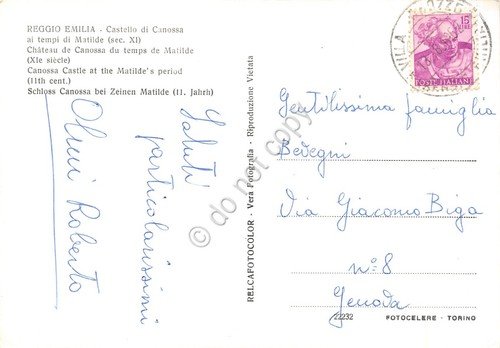 REGGIO EMILIA - Castello di Canossa
ai tempi di Matilde (sec. XI)
Château de Canossa du temps de Matilde
(XIe siècle)
Canossa Castle at the Matilde's period
(11th cent.)
Schloss Canossa bei Zeinen Matilde (11. Jahrh)
Saluti
particolarissimi
Olmi Roberto
RELCAFOTOCOLOR - Vera Fotografia - Riproduzione Vietata
do not copy
15
POSTE ITALIANE
Gentilissima famiglia
Bedegni
Via Giacomo Biga
n° 8
Genova
22232
FOTOCELERE - TORINO